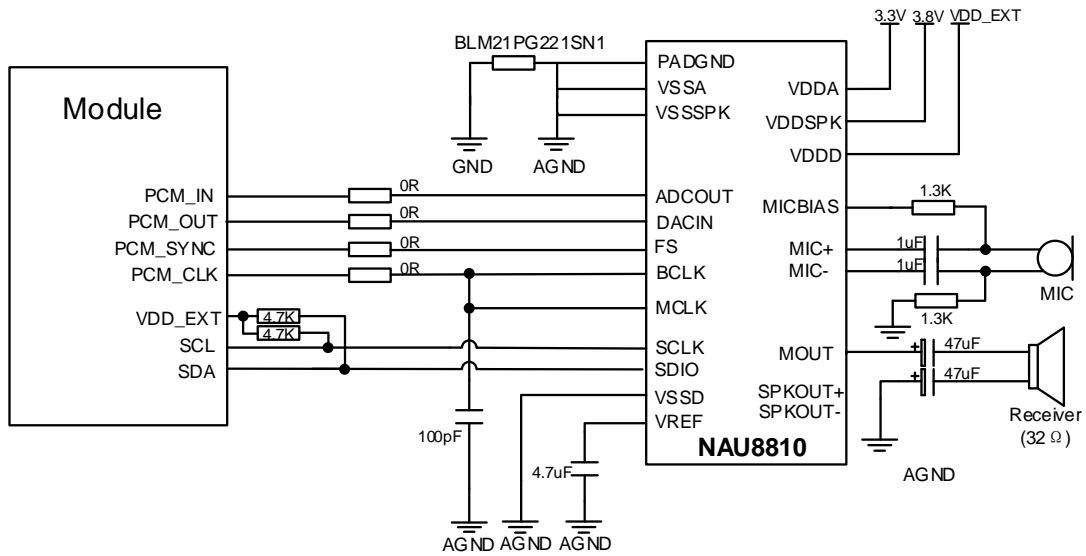 3.3V 3.8V VDD_EXT
BLM21PG221SN1
PADGND
VSSA
VSSSPK
VDDA
VDDSPK
VDDD
Module
GND
AGND
PCM_IN
0R
ADCOUT
PCM_OUT
0R
DACIN
PCM_SYNC
0R
FS
PCM_CLK
0R
BCLK
MCLK
MICBIAS
1.3K
MIC+
1uF
MIC-
1uF
MIC
1.3K
VDD_EXT
4.7K
4.7K
SCL
SCLK
SDA
SDIO
MOUT
47uF
47uF
SPKOUT+
SPKOUT-
Receiver
(32Ω)
VSSD
VREF
100pF
4.7uF
NAU8810
AGND
AGND
AGND
AGND
+
+